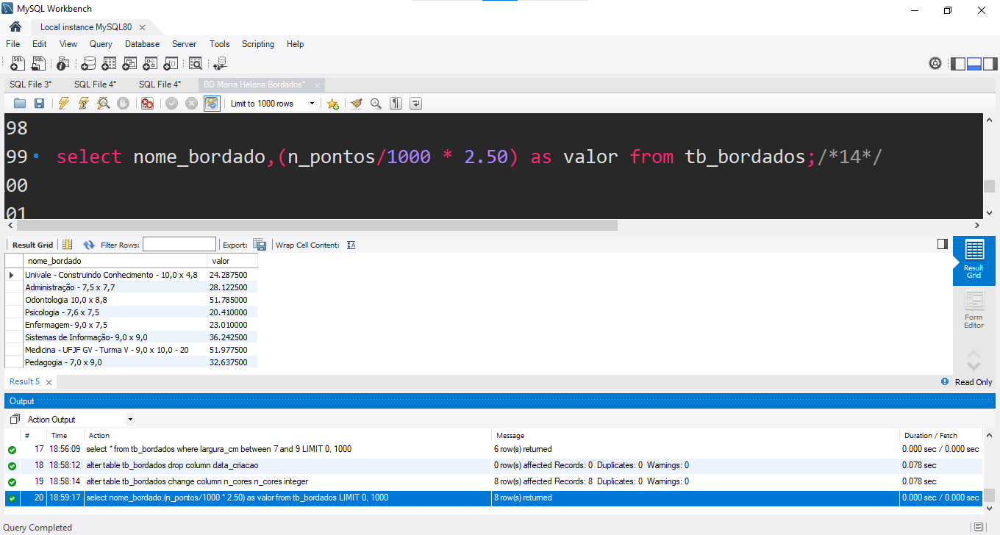 MySQL Workbench
Local instance MySQL80
File Edit View Query Database Server Tools Scripting Help
SQL File 3* SQL File 4* SQL File 4* BD Maria Helena Bordados*
Limit to 1000 rows
98
99 select nome_bordado,(n_pontos/1000 * 2.50) as valor from tb_bordados;/*14*/
00
01
Result Grid Filter Rows: Export: Wrap Cell Content:
nome_bordado valor
Univale - Construindo Conhecimento - 10,0 x 4,8 24.287500
Administração - 7,5 x 7,7 28.122500
Odontologia 10,0 x 8,8 51.785000
Psicologia - 7,6 x 7,5 20.410000
Enfermagem- 9,0 x 7,5 23.010000
Sistemas de Informação- 9,0 x 9,0 36.242500
Medicina - UFJF GV - Turma V - 9,0 x 10,0 - 20 51.977500
Pedagogia - 7,0 x 9,0 32.637500
Result
Grid
Form
Editor
Result 5 Read Only
Output
Action Output
# Time Action Message Duration / Fetch
17 18:56:09 select * from tb_bordados where largura_cm between 7 and 9 LIMIT 0, 1000 6 row(s) returned 0.000 sec / 0.000 sec
18 18:58:12 alter table tb_bordados drop column data_criacao 0 row(s) affected Records: 0 Duplicates: 0 Warnings: 0 0.078 sec
19 18:58:14 alter table tb_bordados change column n_cores n_cores integer 8 row(s) affected Records: 8 Duplicates: 0 Warnings: 0 0.078 sec
20 18:59:17 select nome_bordado,(n_pontos/1000 * 2.50) as valor from tb_bordados LIMIT 0, 1000 8 row(s) returned 0.000 sec / 0.000 sec
Query Completed